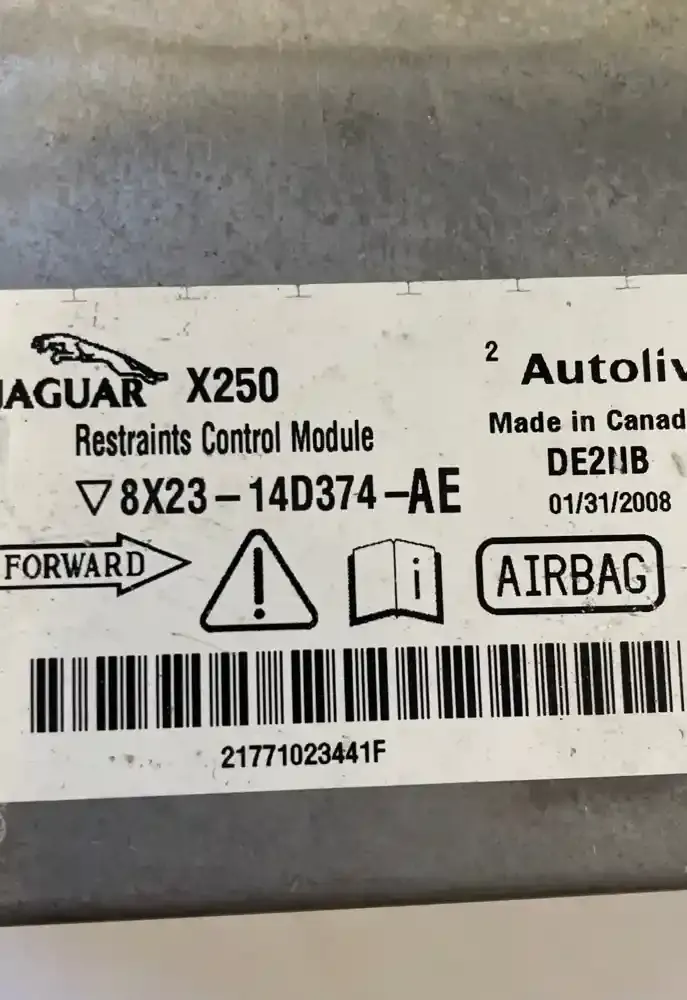 JAGUAR X250
Restraints Control Module
8X23-14D374-AE
2 Autoliv
Made in Canad
DE2NB
01/31/2008
FORWARD
i
AIRBAG
21771023441F